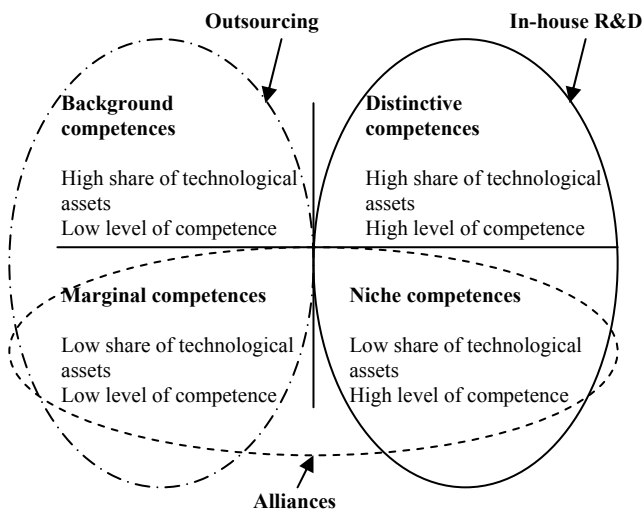 Outsourcing
In-house R&D
Background
competences
High share of technological
assets
Low level of competence
Distinctive
competences
High share of technological
assets
High level of competence
Marginal competences
Low share of technological
assets
Low level of competence
Niche competences
Low share of technological
assets
High level of competence
Alliances